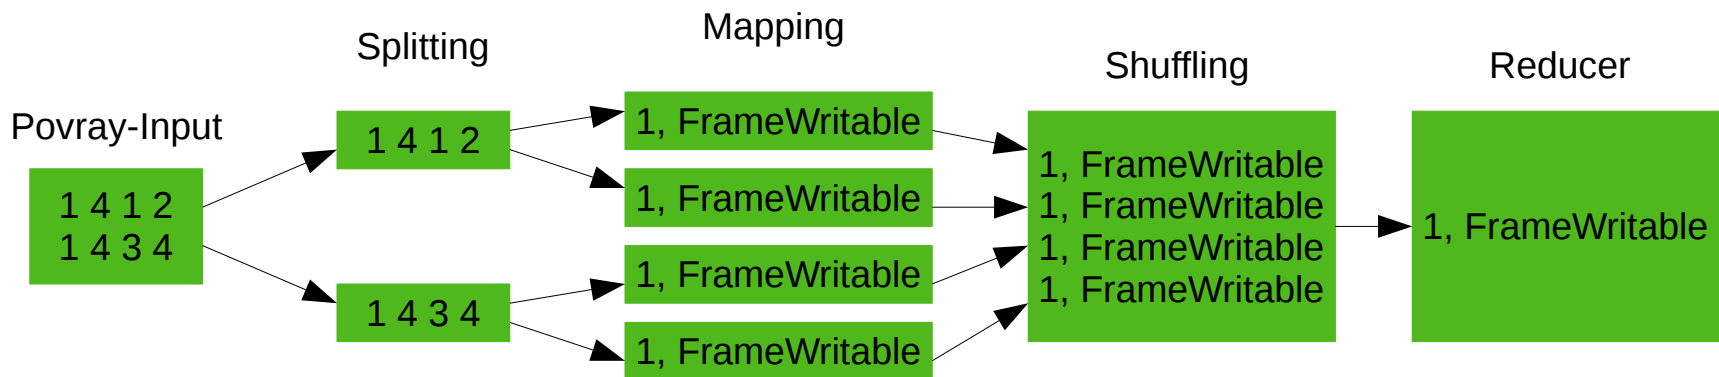 Povray-Input
1 4 1 2
1 4 3 4
Splitting
1 4 1 2
1 4 3 4
Mapping
1, FrameWritable
1, FrameWritable
1, FrameWritable
1, FrameWritable
Shuffling
1, FrameWritable
1, FrameWritable
1, FrameWritable
1, FrameWritable
Reducer
1, FrameWritable